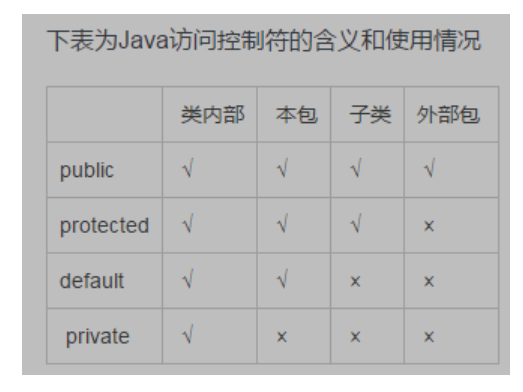 下表为Java访问控制符的含义和使用情况
类内部 本包 子类 外部包
public √ √ √ √
protected √ √ √ ×
default √ √ × ×
private √ × × ×